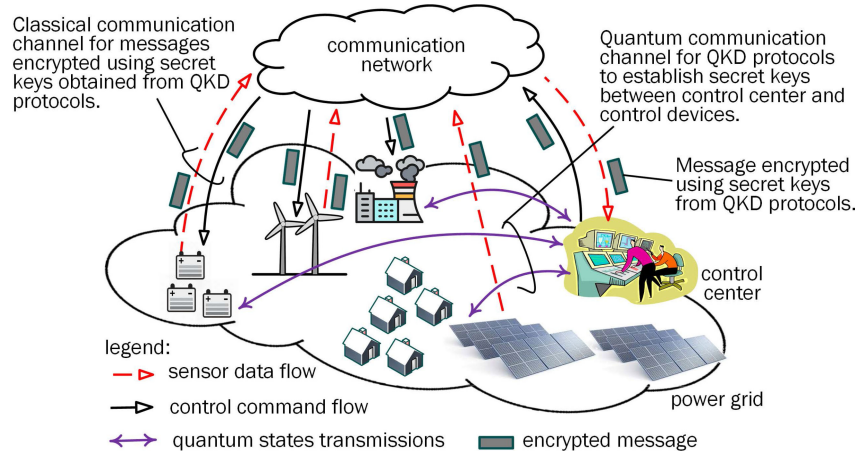 Classical communication
channel for messages
encrypted using secret
keys obtained from QKD
protocols.
communication
network
Quantum communication
channel for QKD protocols
to establish secret keys
between control center and
control devices.
Message encrypted
using secret keys
from QKD protocols.
control
center
legend:
sensor data flow
control command flow
power grid
quantum states transmissions
encrypted message